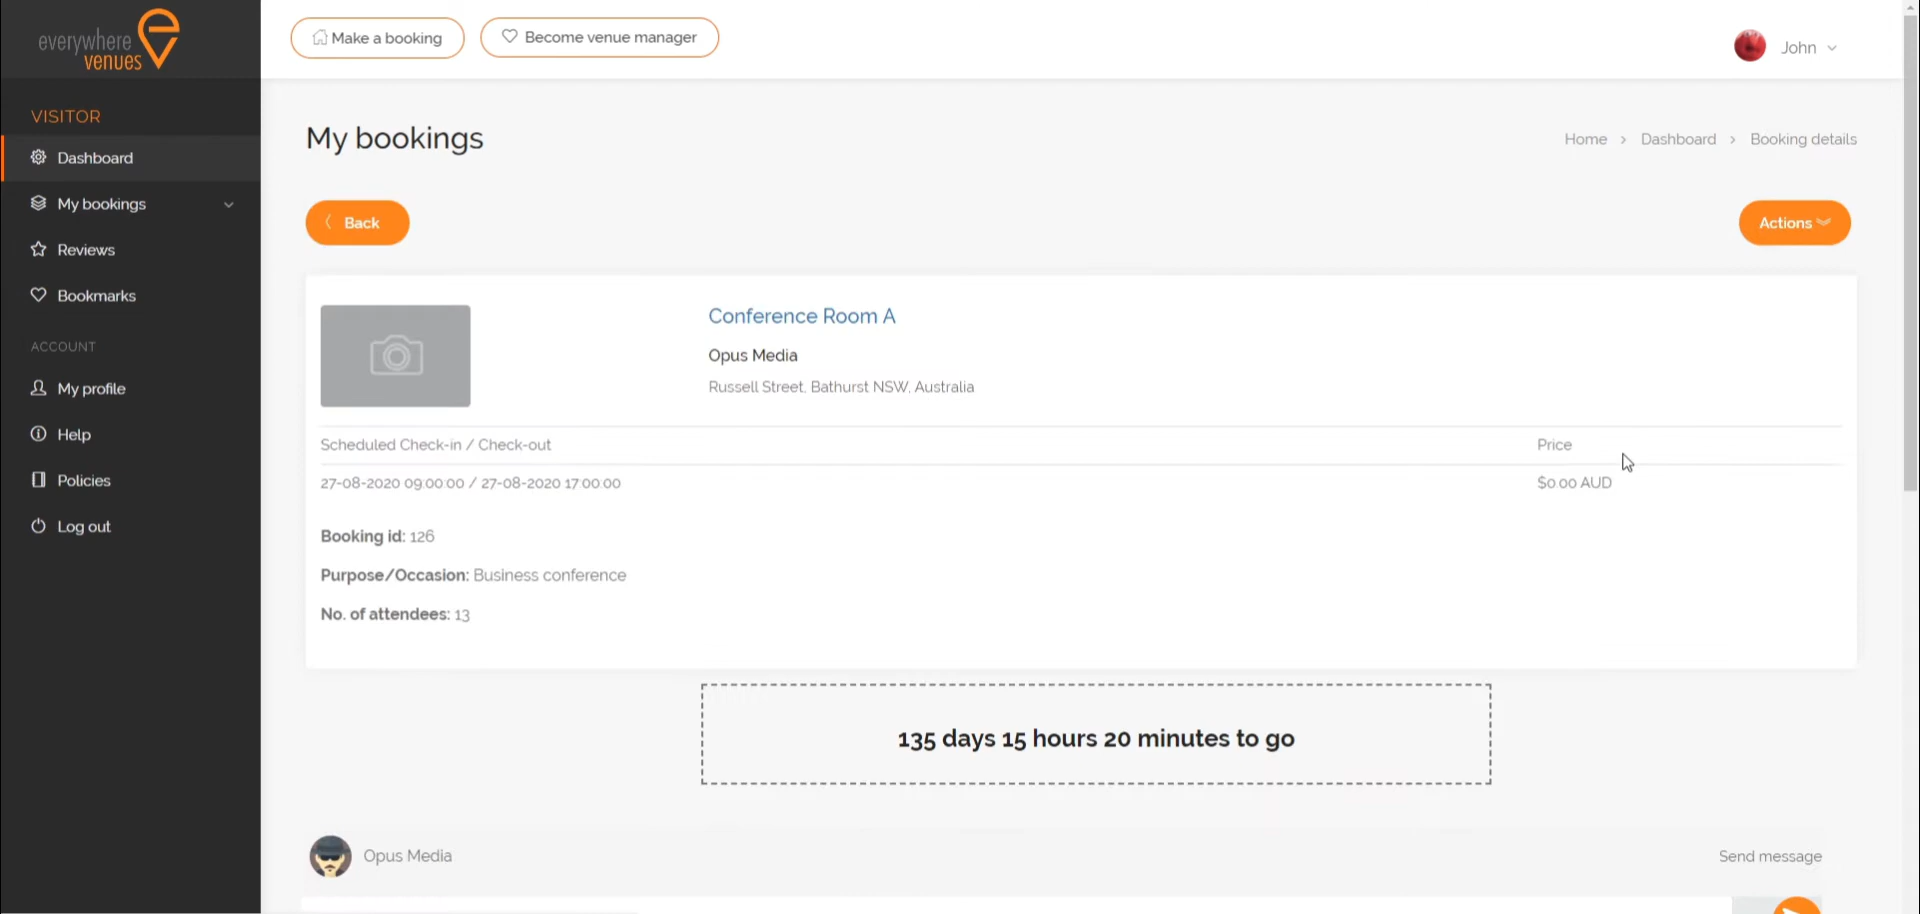 everywhere
venues
Make a booking
Become venue manager
John
VISITOR
Dashboard
My bookings
Reviews
Bookmarks
ACCOUNT
My profile
Help
Policies
Log out
My bookings
Home > Dashboard > Booking details
Back
Actions
Conference Room A
Opus Media
Russell Street, Bathurst NSW, Australia
Scheduled Check-in / Check-out
Price
27-08-2020 09:00:00 / 27-08-2020 17:00:00
$0.00 AUD
Booking id: 126
Purpose/Occasion: Business conference
No. of attendees: 13
135 days 15 hours 20 minutes to go
Opus Media
Send message